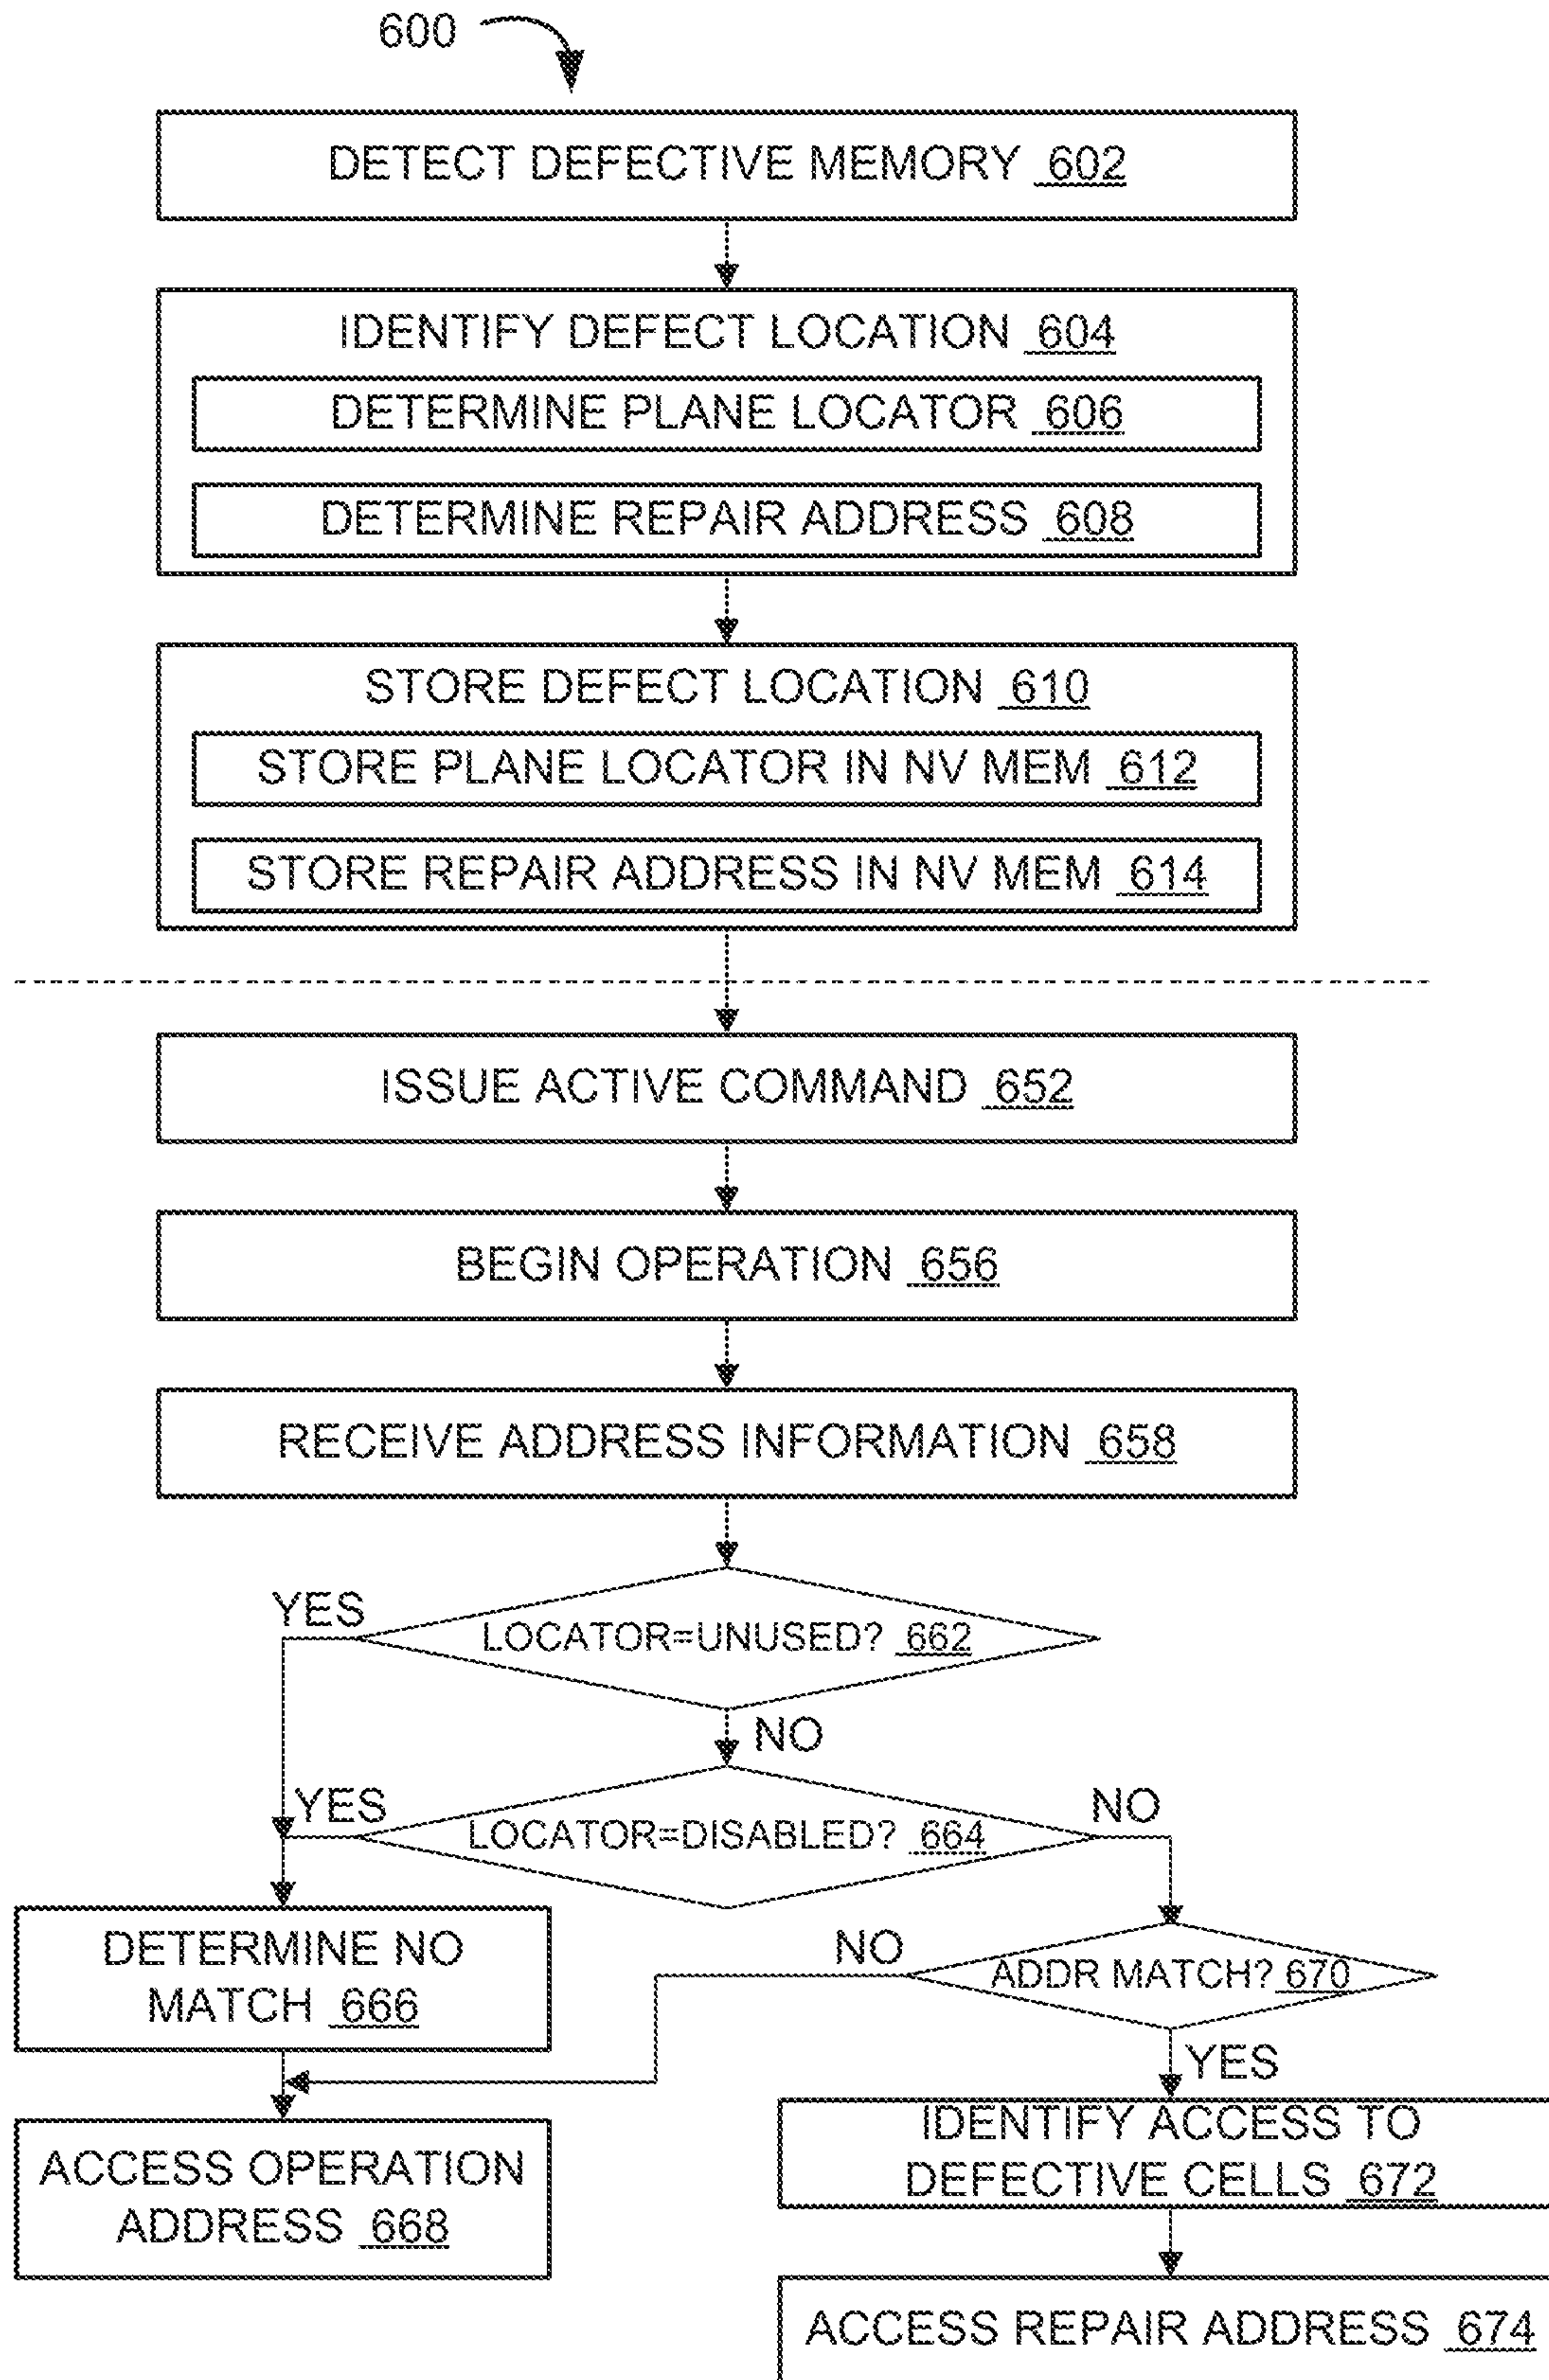 600
DETECT DEFECTIVE MEMORY 602
IDENTIFY DEFECT LOCATION 604
DETERMINE PLANE LOCATOR 606
DETERMINE REPAIR ADDRESS 608
STORE DEFECT LOCATION 610
STORE PLANE LOCATOR IN NV MEM 612
STORE REPAIR ADDRESS IN NV MEM 614
ISSUE ACTIVE COMMAND 652
BEGIN OPERATION 656
RECEIVE ADDRESS INFORMATION 658
YES
LOCATOR=UNUSED? 662
NO
YES
NO
LOCATOR=DISABLED? 664
DETERMINE NO
MATCH 666
NO
ADDR MATCH? 670
YES
ACCESS OPERATION
ADDRESS 668
IDENTIFY ACCESS TO
DEFECTIVE CELLS 672
ACCESS REPAIR ADDRESS 674